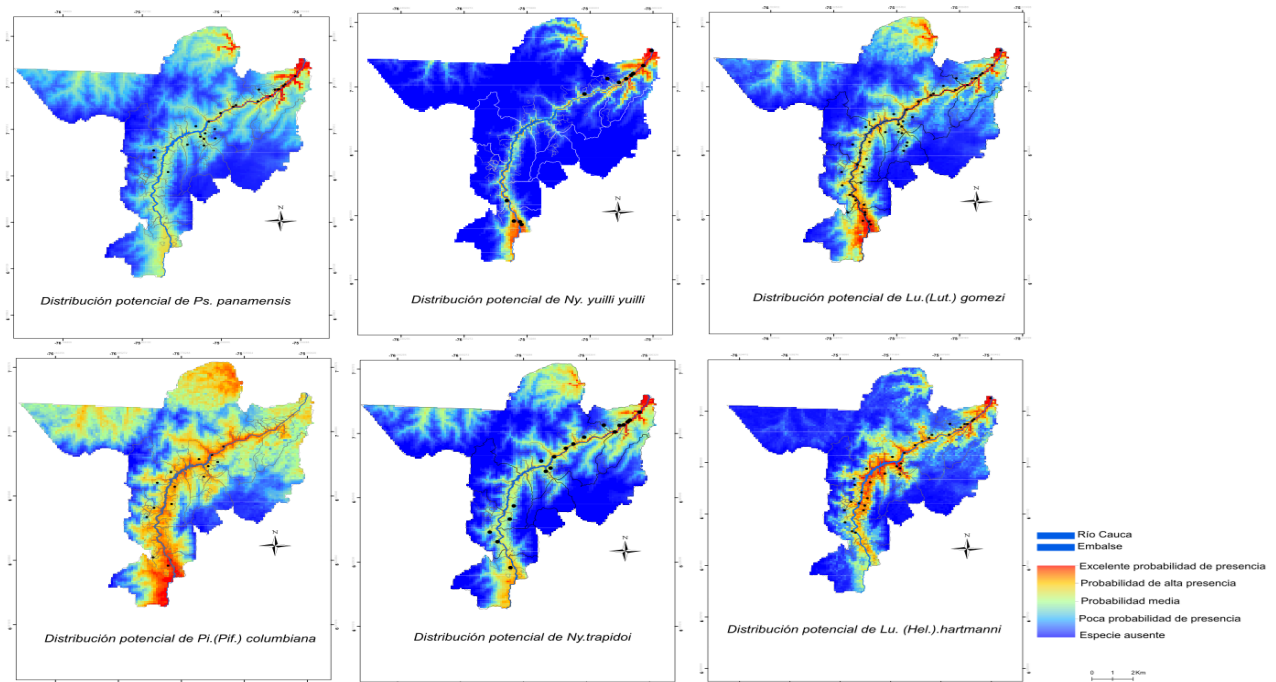 Distribución potencial de Ps. panamensis
Distribución potencial de Ny. yuilli yuilli
Distribución potencial de Lu.(Lut.) gomezi
Distribución potencial de Pi.(Pif.) columbiana
Distribución potencial de Ny.trapidoi
Distribución potencial de Lu. (Hel.).hartmanni
Río Cauca
Embalse
Excelente probabilidad de presencia
Probabilidad de alta presencia
Probabilidad media
Poca probabilidad de presencia
Especie ausente
0 1 2Km